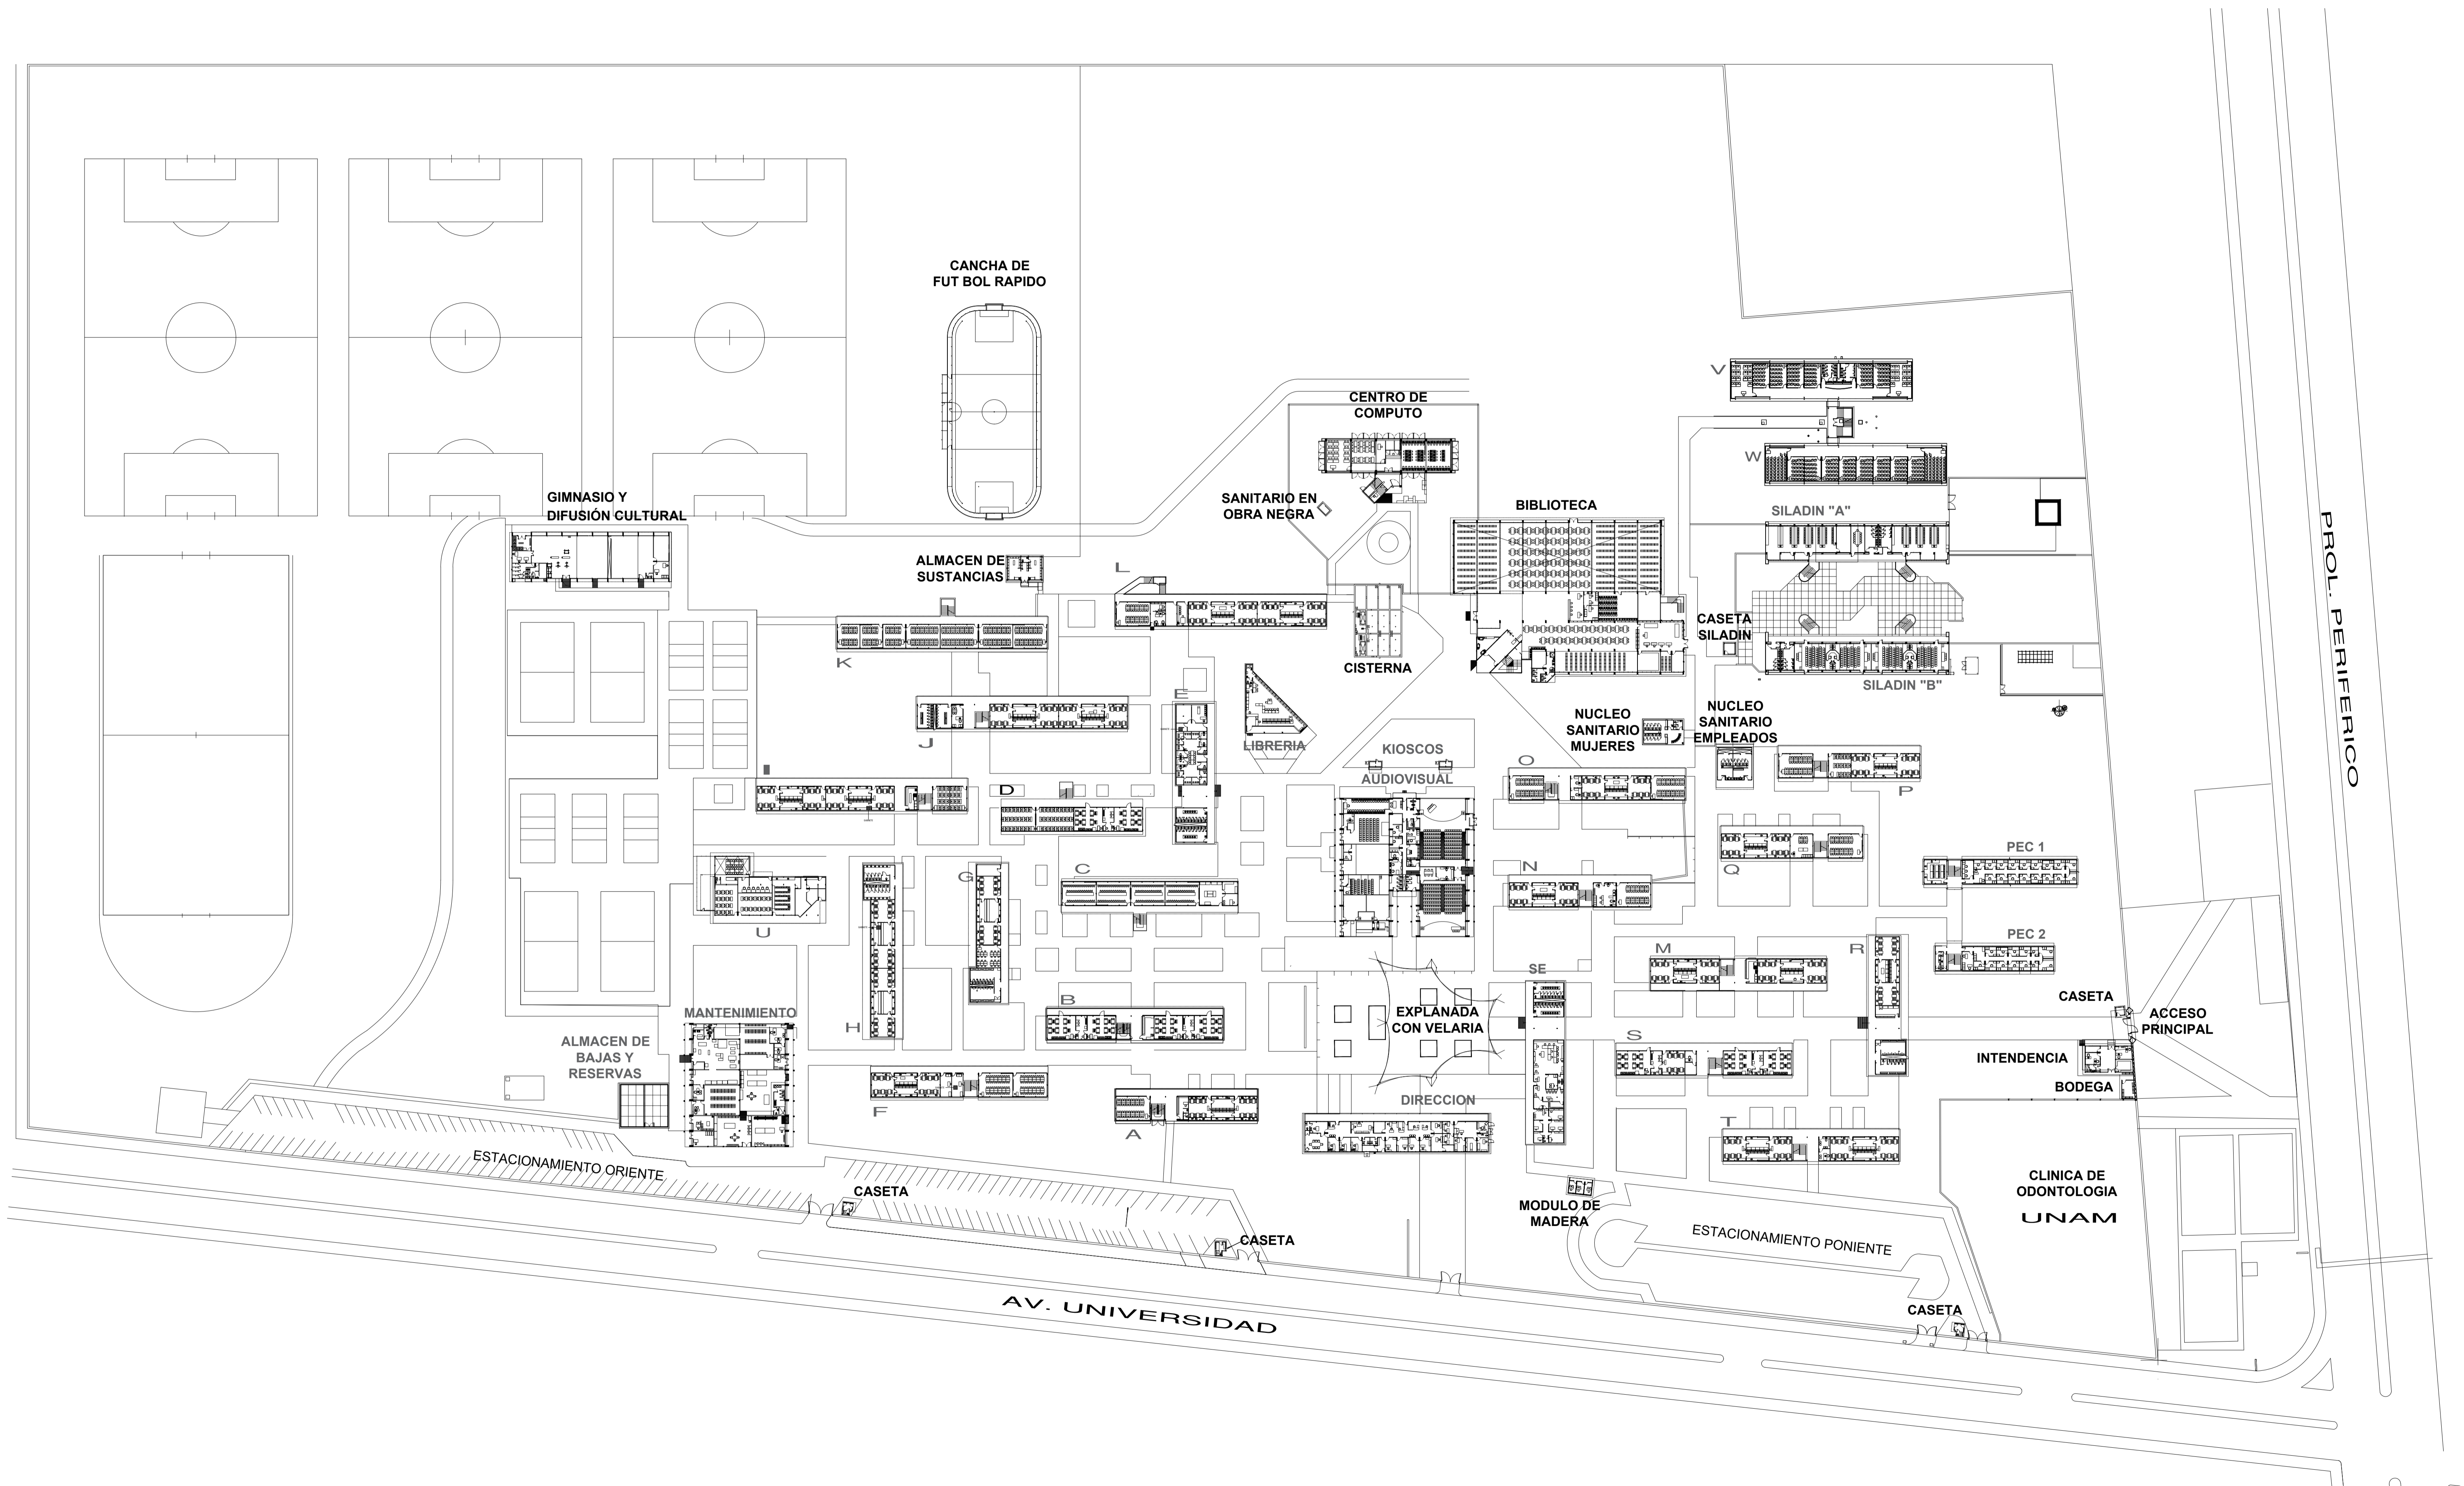 CANCHA DE
FUT BOL RAPIDO
V
CENTRO DE
COMPUTO
W
PROL. PERIFERICO
GIMNASIO Y
DIFUSIÓN CULTURAL
SANITARIO EN
OBRA NEGRA
BIBLIOTECA
SILADIN "A"
ALMACEN DE
SUSTANCIAS
L
K
CISTERNA
CASETA
SILADIN
SILADIN "B"
E
J
LIBRERIA
KIOSCOS
AUDIOVISUAL
NUCLEO
SANITARIO
MUJERES
NUCLEO
SANITARIO
EMPLEADOS
O
P
I
D
C
G
U
N
Q
PEC 1
PEC 2
M
R
SE
H
B
MANTENIMIENTO
ALMACEN DE
BAJAS Y
RESERVAS
EXPLANADA
CON VELARIA
CASETA
ACCESO
PRINCIPAL
S
INTENDENCIA
BODEGA
F
A
DIRECCION
T
ESTACIONAMIENTO ORIENTE
CASETA
CASETA
MODULO DE
MADERA
ESTACIONAMIENTO PONIENTE
CLINICA DE
ODONTOLOGIA
UNAM
CASETA
AV. UNIVERSIDAD